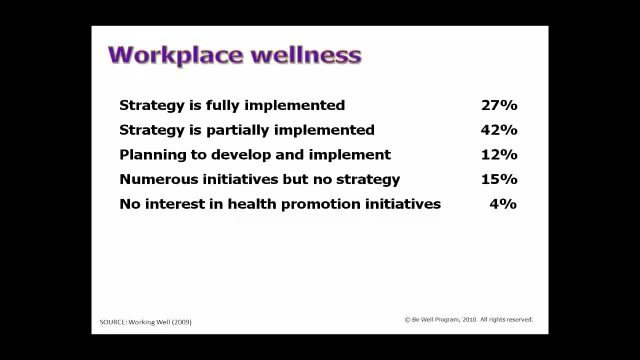 Workplace wellness
Strategy is fully implemented 27%
Strategy is partially implemented 42%
Planning to develop and implement 12%
Numerous initiatives but no strategy 15%
No interest in health promotion initiatives 4%
SOURCE: Working Well (2009)
© Be Well Program, 2010. All rights reserved.